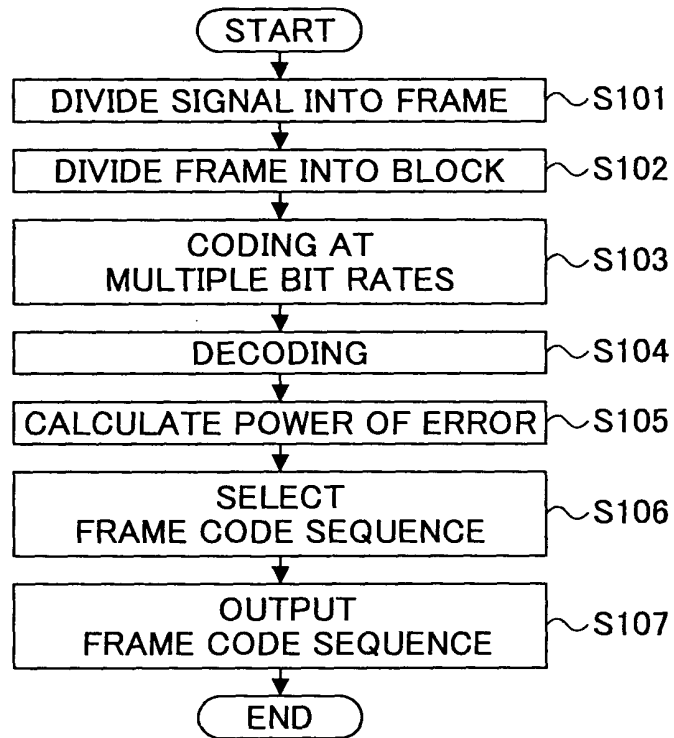 START
DIVIDE SIGNAL INTO FRAME
S101
DIVIDE FRAME INTO BLOCK
S102
CODING AT
MULTIPLE BIT RATES
S103
DECODING
S104
CALCULATE POWER OF ERROR
S105
SELECT
FRAME CODE SEQUENCE
S106
OUTPUT
FRAME CODE SEQUENCE
S107
END